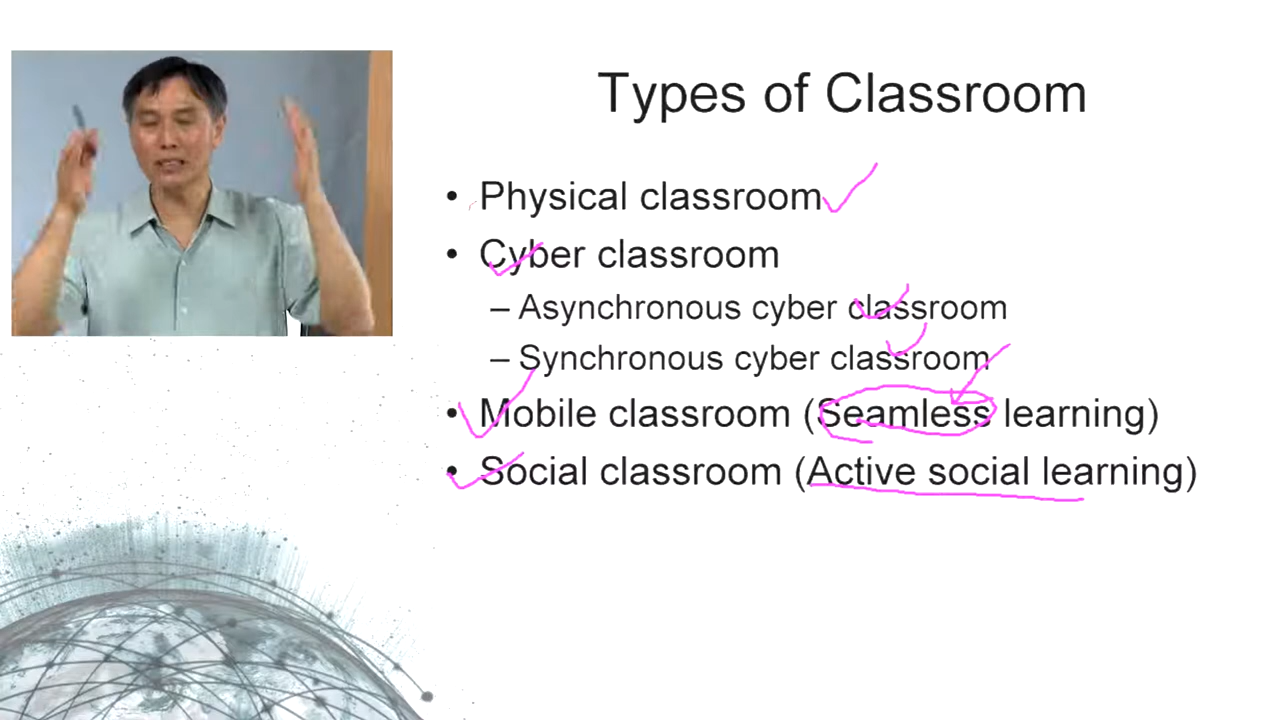 Types of Classroom
• Physical classroom
• Cyber classroom
– Asynchronous cyber classroom
– Synchronous cyber classroom
• Mobile classroom (Seamless learning)
• Social classroom (Active social learning)